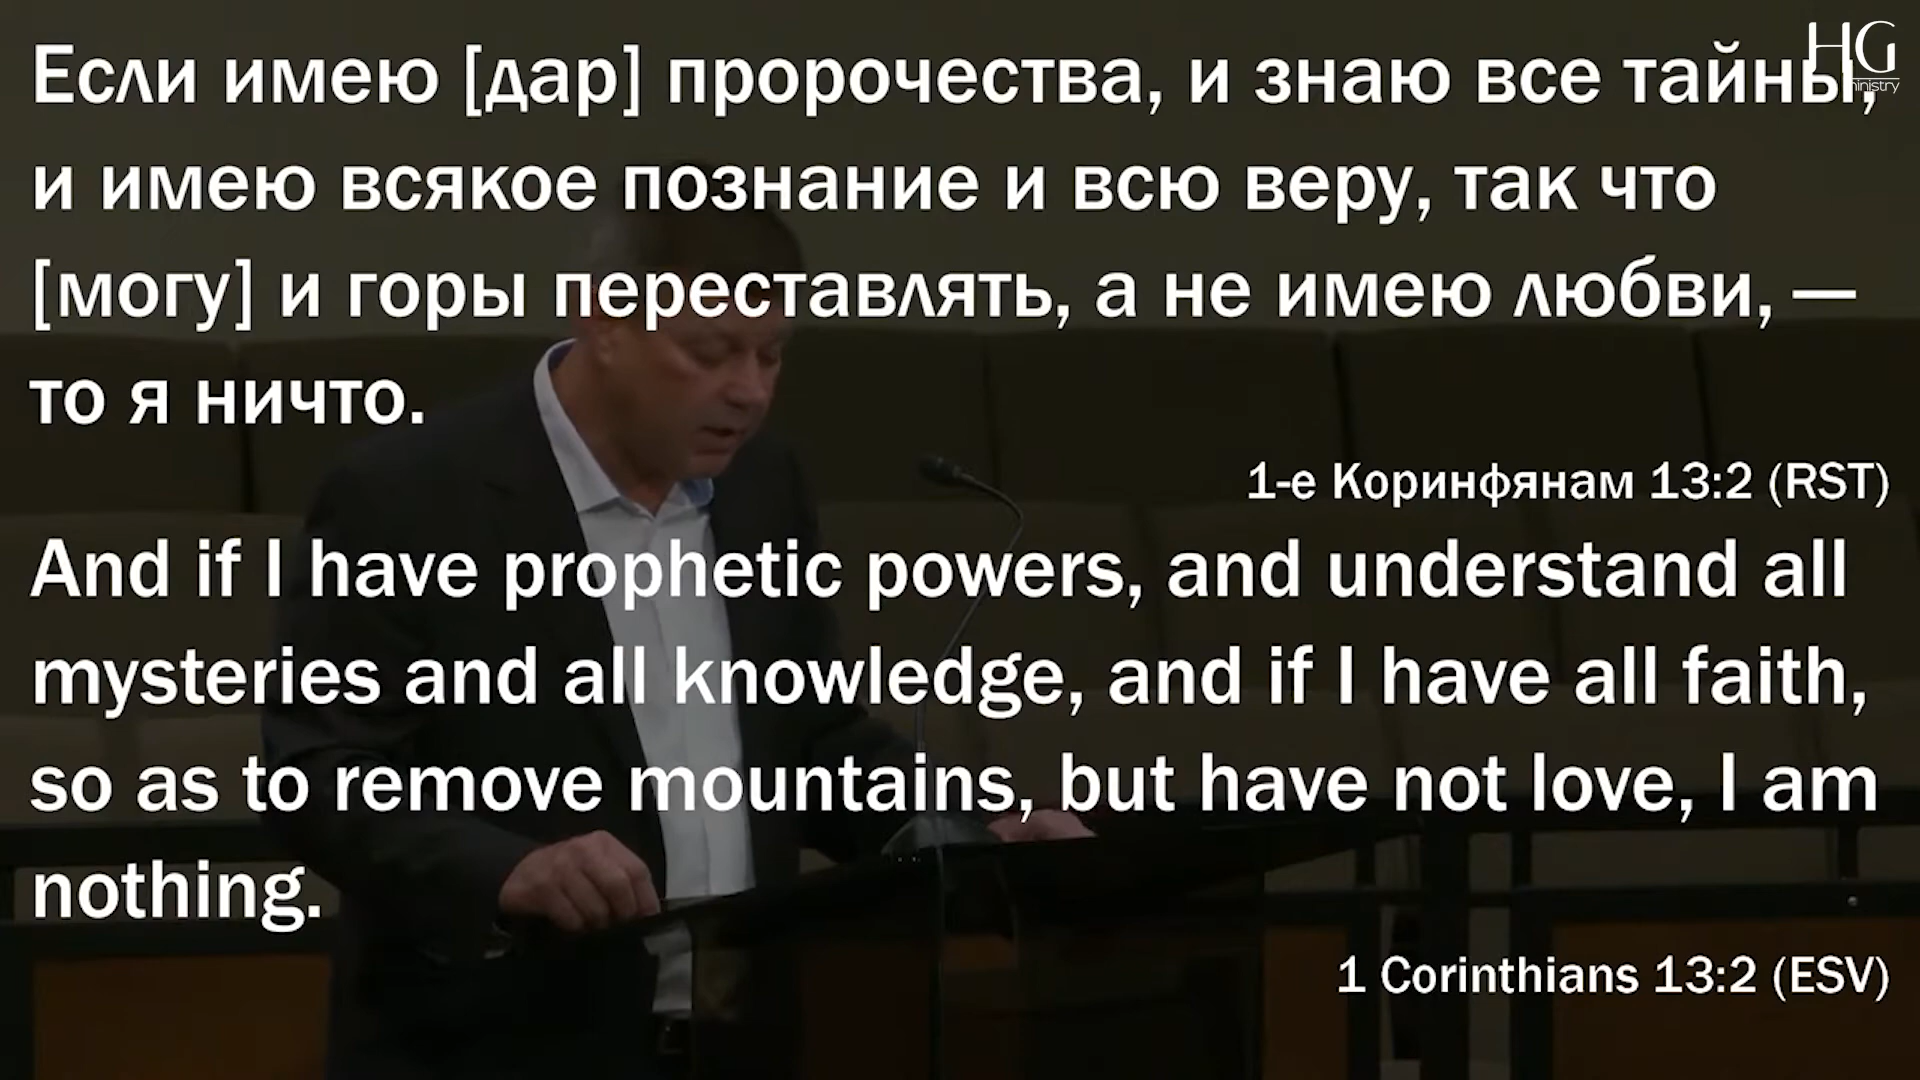 HG
ministry
Если имею [дар] пророчества, и знаю все тайны,
и имею всякое познание и всю веру, так что
[могу] и горы переставлять, а не имею любви, —
то я ничто.
1-е Коринфянам 13:2 (RST)
And if I have prophetic powers, and understand all
mysteries and all knowledge, and if I have all faith,
so as to remove mountains, but have not love, I am
nothing.
1 Corinthians 13:2 (ESV)